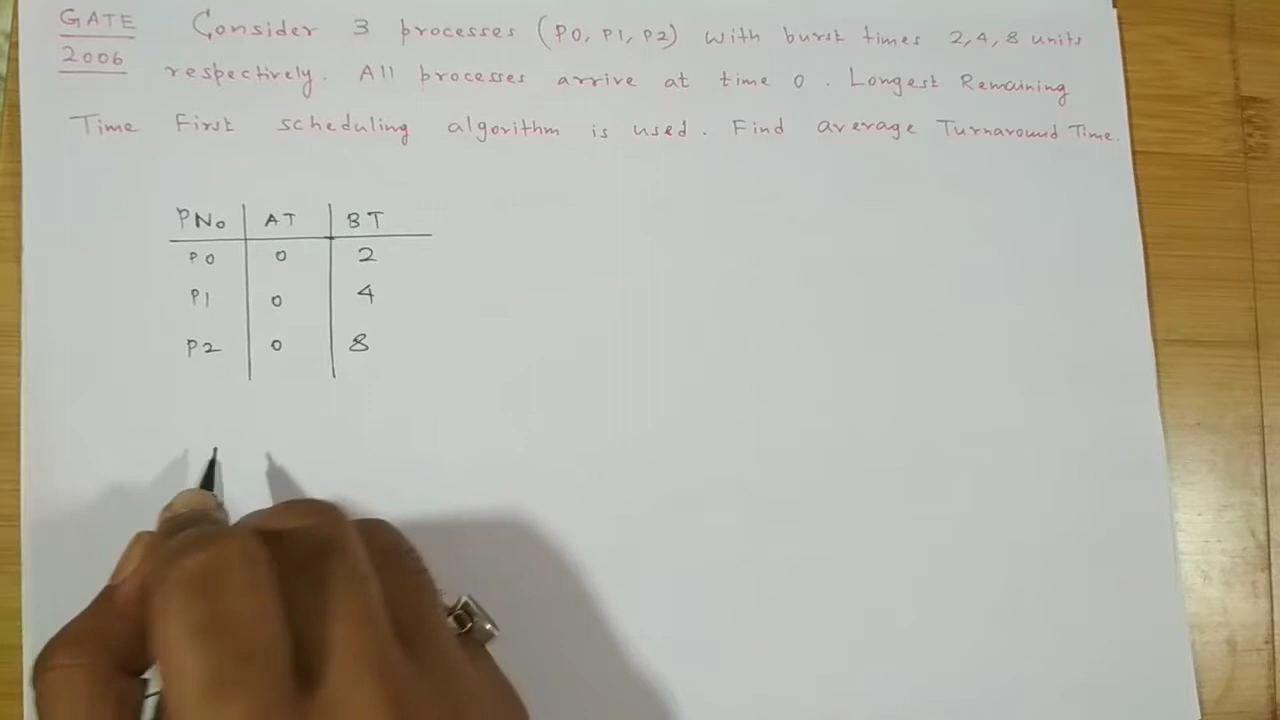 GATE 2006
Consider 3 processes (P0, P1, P2) with burst times 2, 4, 8 units
respectively. All processes arrive at time 0. Longest Remaining
Time First scheduling algorithm is used. Find average Turnaround Time.
PNo AT BT
P0 0 2
P1 0 4
P2 0 8